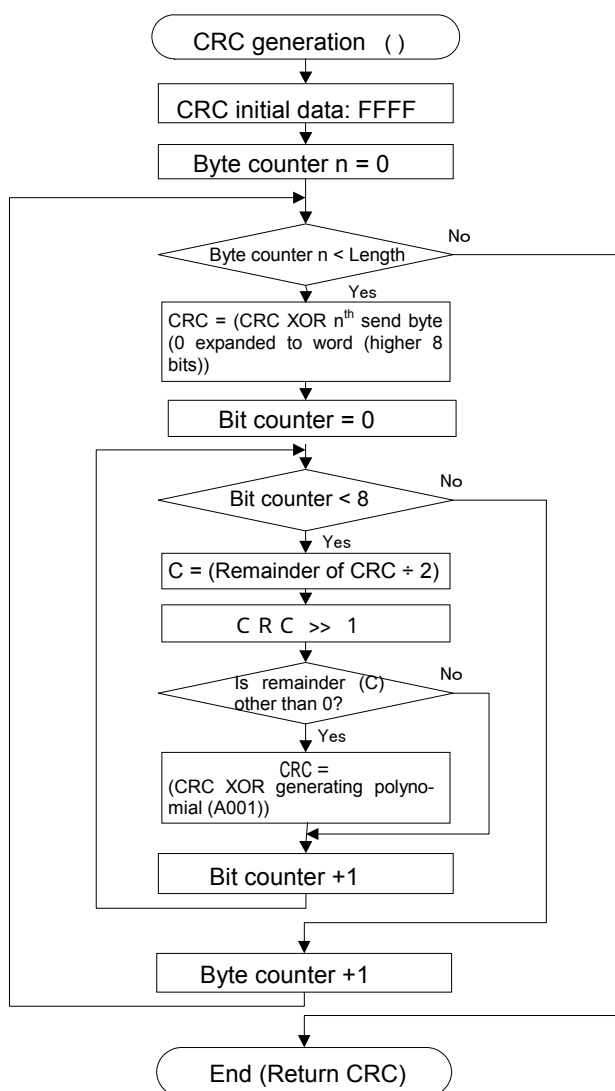 CRC generation ( )
CRC initial data: FFFF
Byte counter n = 0
Byte counter n < Length
No
Yes
CRC = (CRC XOR nth send byte
(0 expanded to word (higher 8
bits))
Bit counter = 0
Bit counter < 8
No
Yes
C = (Remainder of CRC ÷ 2)
CRC >> 1
Is remainder (C)
other than 0?
No
Yes
CRC =
(CRC XOR generating polyno-
mial (A001))
Bit counter +1
Byte counter +1
End (Return CRC)